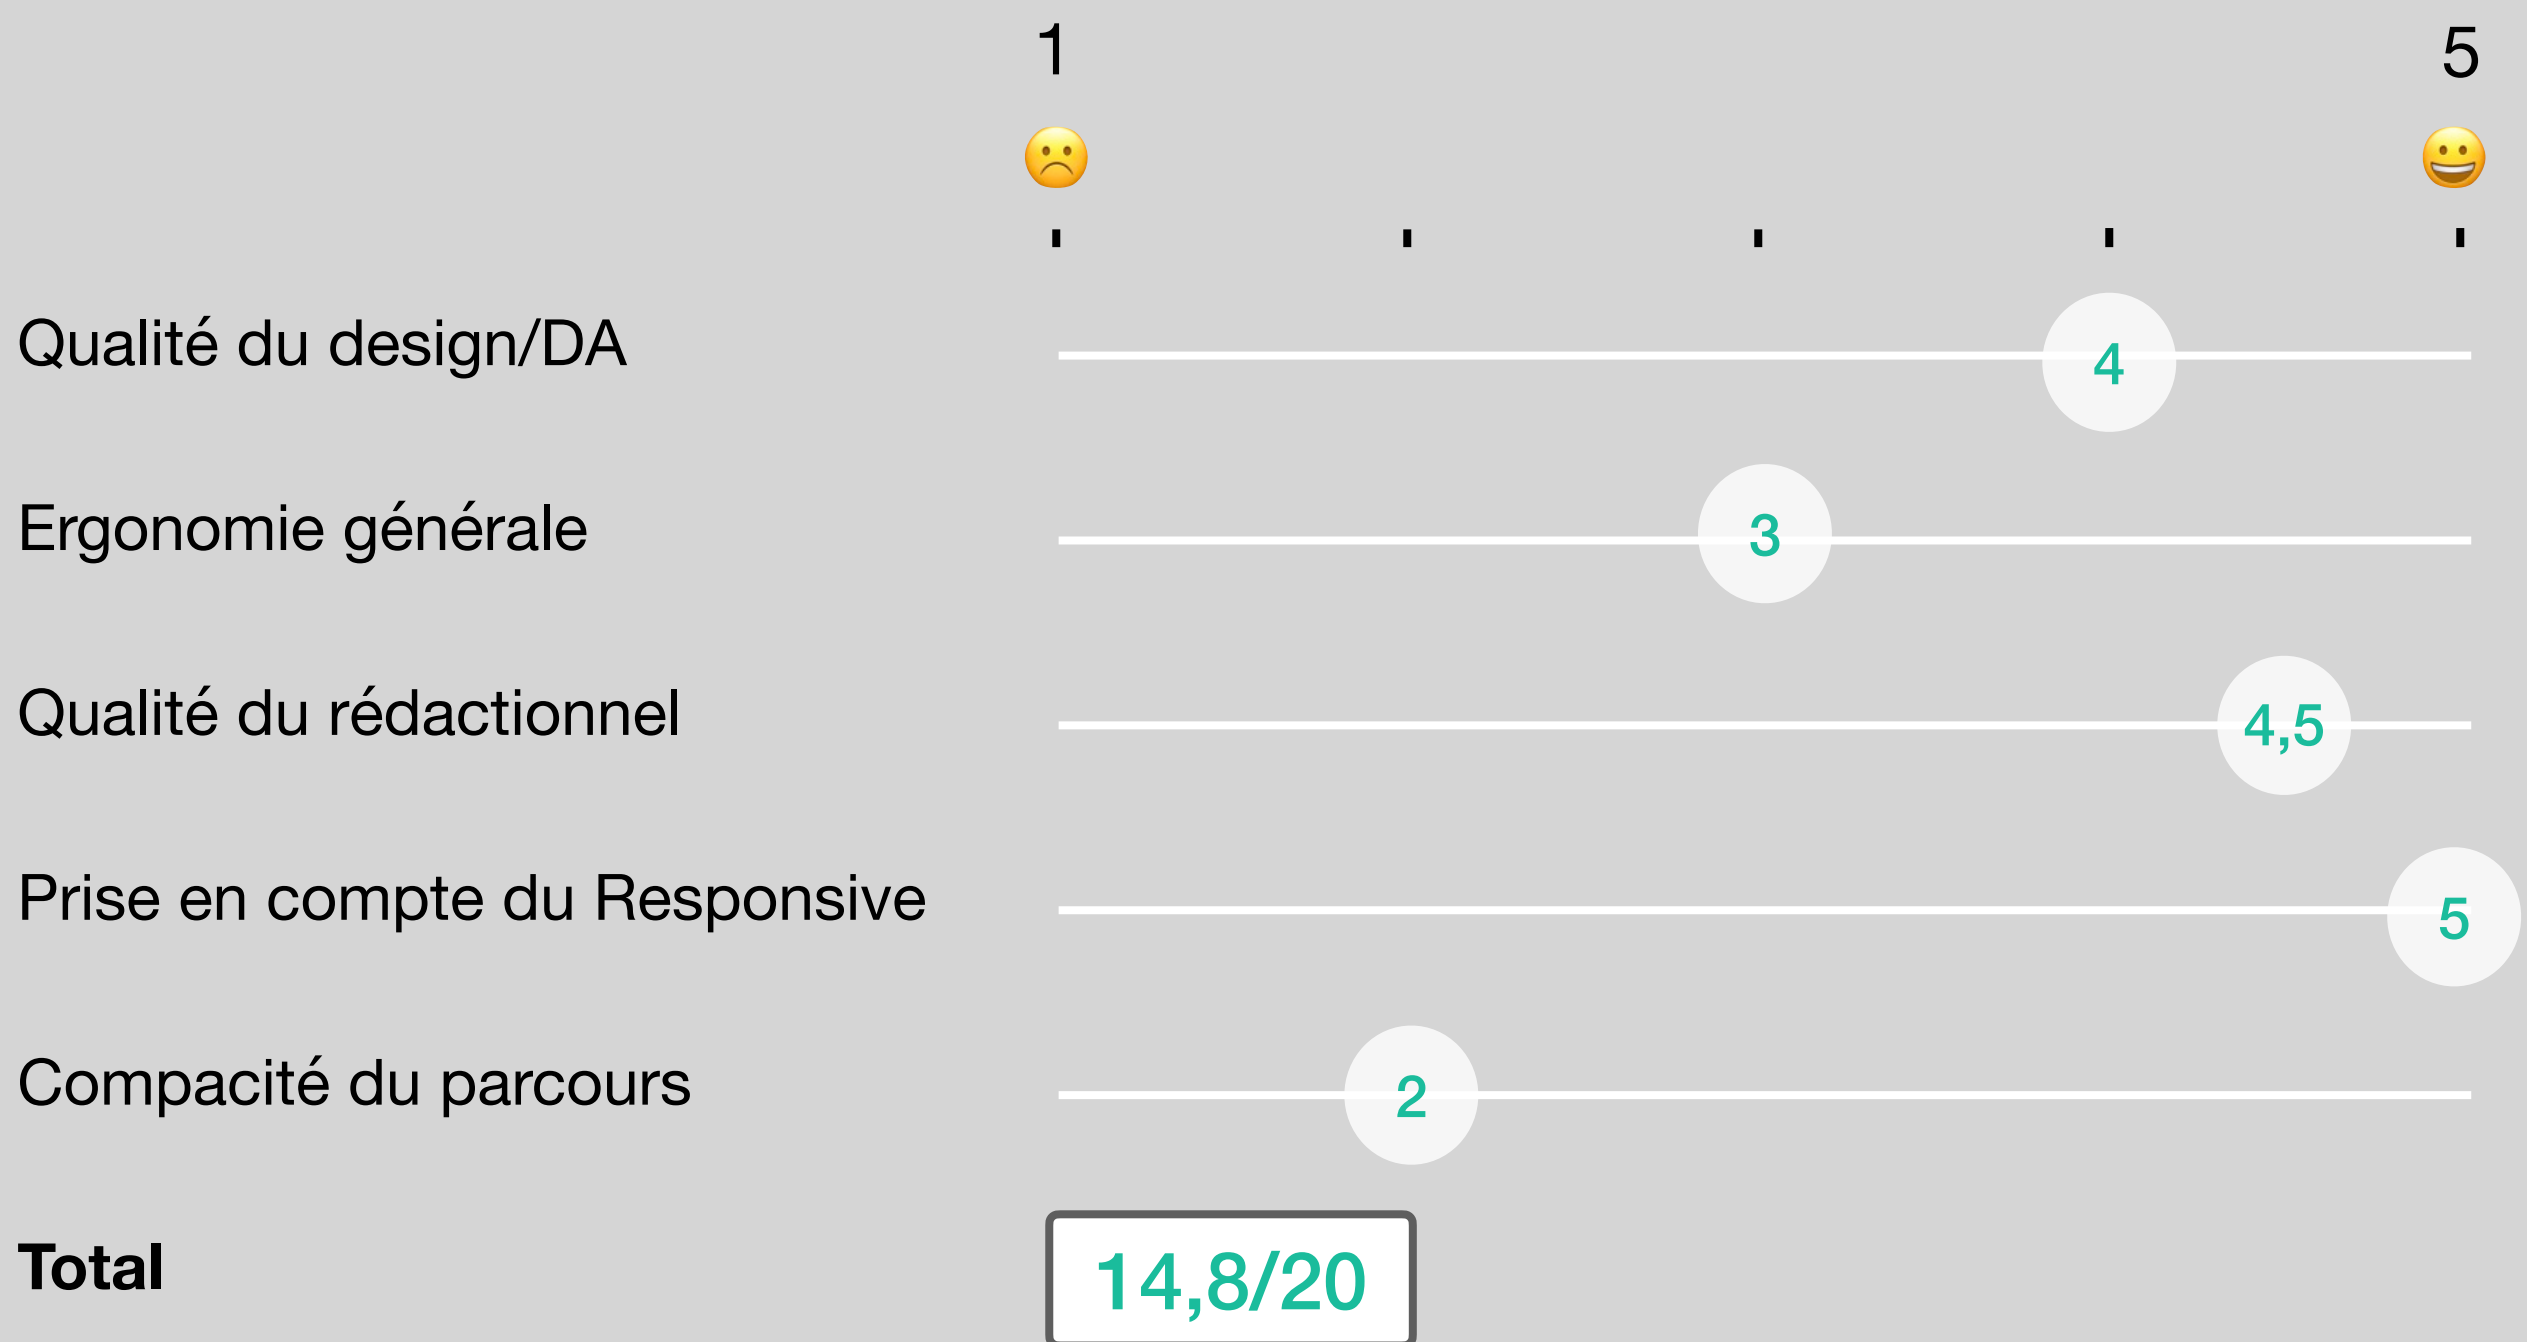 1 5
Qualité du design/DA 4
Ergonomie générale 3
Qualité du rédactionnel 4,5
Prise en compte du Responsive 5
Compacité du parcours 2
Total 14,8/20